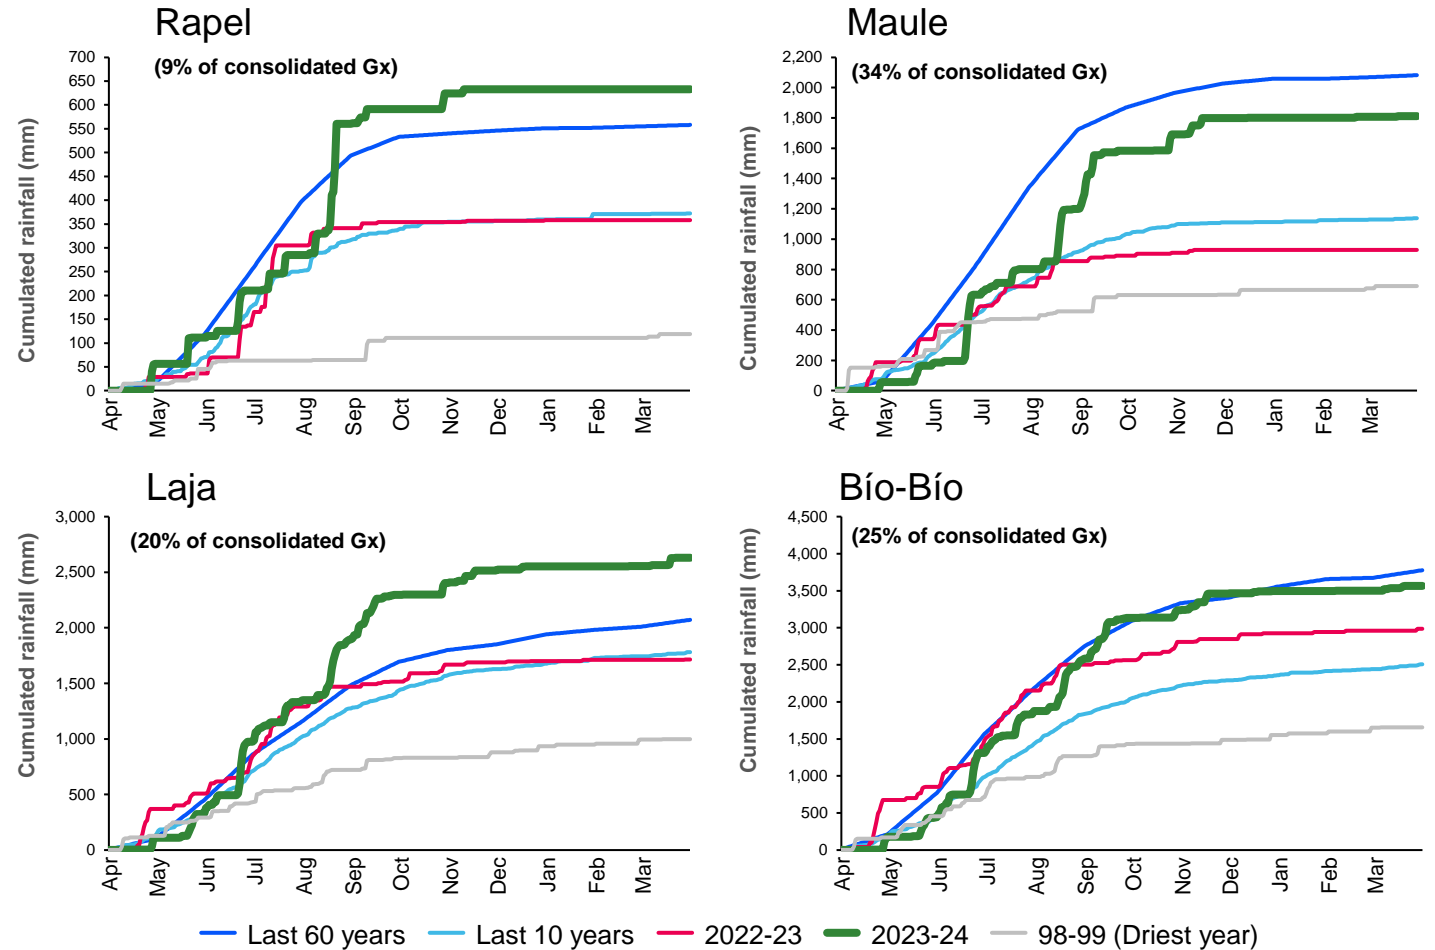 Rapel
(9% of consolidated Gx)
Cumulated rainfall (mm)
700
650
600
550
500
450
400
350
300
250
200
150
100
50
0
Apr May Jun Jul Aug Sep Oct Nov Dec Jan Feb Mar
Maule
(34% of consolidated Gx)
Cumulated rainfall (mm)
2,200
2,000
1,800
1,600
1,400
1,200
1,000
800
600
400
200
0
Apr May Jun Jul Aug Sep Oct Nov Dec Jan Feb Mar
Laja
(20% of consolidated Gx)
Cumulated rainfall (mm)
3,000
2,500
2,000
1,500
1,000
500
0
Apr May Jun Jul Aug Sep Oct Nov Dec Jan Feb Mar
Bío-Bío
(25% of consolidated Gx)
Cumulated rainfall (mm)
4,500
4,000
3,500
3,000
2,500
2,000
1,500
1,000
500
0
Apr May Jun Jul Aug Sep Oct Nov Dec Jan Feb Mar
Last 60 years Last 10 years 2022-23 2023-24 98-99 (Driest year)